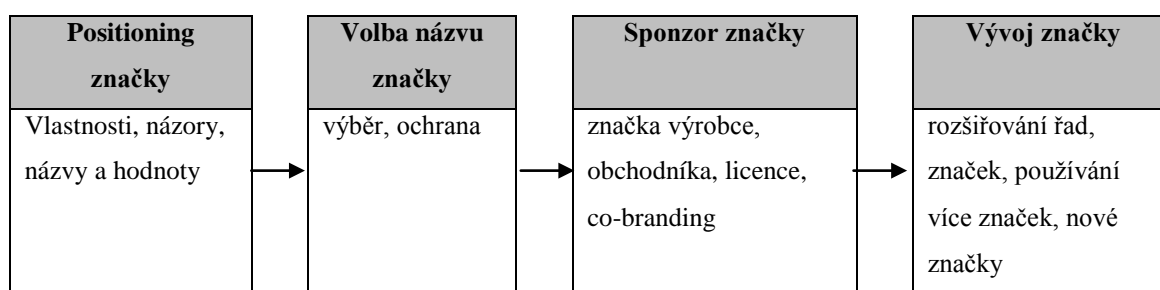 Positioning
značky
Vlastnosti, názory,
názvy a hodnoty
Volba názvu
značky
výběr, ochrana
Sponzor značky
značka výrobce,
obchodníka, licence,
co-branding
Vývoj značky
rozšiřování řad,
značek, používání
více značek, nové
značky